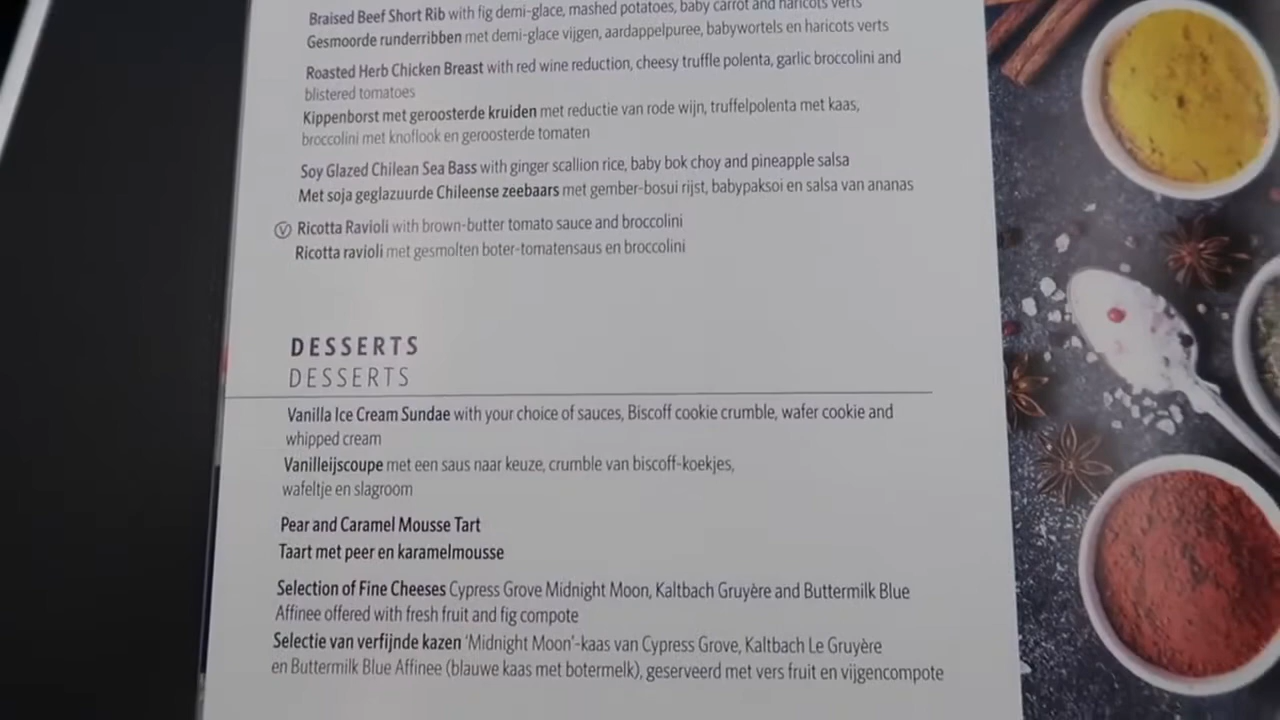 Braised Beef Short Rib with fig demi-glace, mashed potatoes, baby carrot and haricots verts
Gesmoorde runderribben met demi-glace vijgen, aardappelpuree, babywortels en haricots verts
Roasted Herb Chicken Breast with red wine reduction, cheesy truffle polenta, garlic broccolini and
blistered tomatoes
Kippenborst met geroosterde kruiden met reductie van rode wijn, truffelpolenta met kaas,
broccolini met knoflook en geroosterde tomaten
Soy Glazed Chilean Sea Bass with ginger scallion rice, baby bok choy and pineapple salsa
Met soja geglazuurde Chileense zeebaars met gember-bosui rijst, babypaksoi en salsa van ananas
V Ricotta Ravioli with brown-butter tomato sauce and broccolini
Ricotta ravioli met gesmolten boter-tomatensaus en broccolini
DESSERTS
DESSERTS
Vanilla Ice Cream Sundae with your choice of sauces, Biscoff cookie crumble, wafer cookie and
whipped cream
Vanilleijscoupe met een saus naar keuze, crumble van biscoff-koekjes,
wafeltje en slagroom
Pear and Caramel Mousse Tart
Taart met peer en karamelmousse
Selection of Fine Cheeses Cypress Grove Midnight Moon, Kaltbach Gruyère and Buttermilk Blue
Affinee offered with fresh fruit and fig compote
Selectie van verfijnde kazen 'Midnight Moon'-kaas van Cypress Grove, Kaltbach Le Gruyère
en Buttermilk Blue Affinee (blauwe kaas met botermelk), geserveerd met vers fruit en vijgencompote